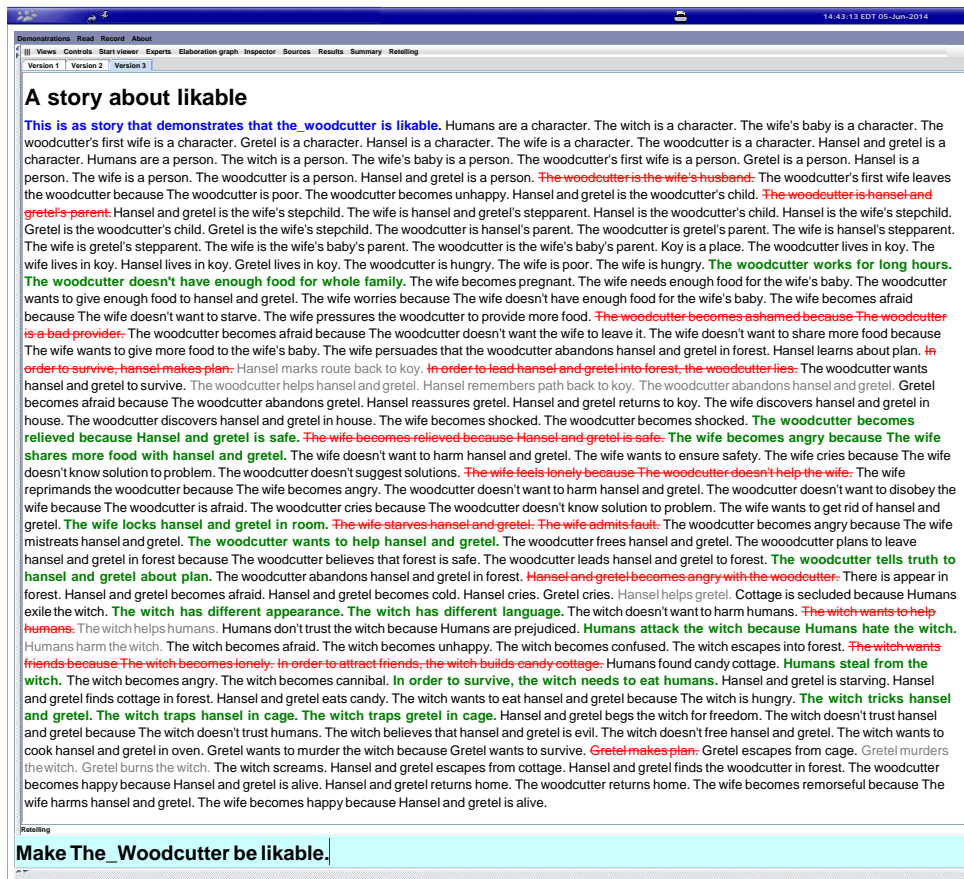 14:43:13 EDT 05-Jun-2014
Demonstrations Read Record About
||| Views Controls Start viewer Experts Elaboration graph Inspector Sources Results Summary Retelling
Version 1 Version 2 Version 3
A story about likable
This is as story that demonstrates that the_woodcutter is likable. Humans are a character. The witch is a character. The wife's baby is a character. The
woodcutter's first wife is a character. Gretel is a character. Hansel is a character. The wife is a character. The woodcutter is a character. Hansel and gretel is a
character. Humans are a person. The witch is a person. The wife's baby is a person. The woodcutter's first wife is a person. Gretel is a person. Hansel is a
person. The wife is a person. The woodcutter is a person. Hansel and gretel is a person. The woodcutter is the wife's husband. The woodcutter's first wife leaves
the woodcutter because The woodcutter is poor. The woodcutter becomes unhappy. Hansel and gretel is the woodcutter's child. The woodcutter is hansel and
gretel's parent. Hansel and gretel is the wife's stepchild. The wife is hansel and gretel's stepparent. Hansel is the woodcutter's child. Hansel is the wife's stepchild.
Gretel is the woodcutter's child. Gretel is the wife's stepchild. The woodcutter is hansel's parent. The woodcutter is gretel's parent. The wife is hansel's stepparent.
The wife is gretel's stepparent. The wife is the wife's baby's parent. The woodcutter is the wife's baby's parent. Koy is a place. The woodcutter lives in koy. The
wife lives in koy. Hansel lives in koy. Gretel lives in koy. The woodcutter is hungry. The wife is poor. The wife is hungry. The woodcutter works for long hours.
The woodcutter doesn't have enough food for whole family. The wife becomes pregnant. The wife needs enough food for the wife's baby. The woodcutter
wants to give enough food to hansel and gretel. The wife worries because The wife doesn't have enough food for the wife's baby. The wife becomes afraid
because The wife doesn't want to starve. The wife pressures the woodcutter to provide more food. The woodcutter becomes ashamed because The woodcutter
is a bad provider. The woodcutter becomes afraid because The woodcutter doesn't want the wife to leave it. The wife doesn't want to share more food because
The wife wants to give more food to the wife's baby. The wife persuades that the woodcutter abandons hansel and gretel in forest. Hansel learns about plan. In
order to survive, hansel makes plan. Hansel marks route back to koy. In order to lead hansel and gretel into forest, the woodcutter lies. The woodcutter wants
hansel and gretel to survive. The woodcutter helps hansel and gretel. Hansel remembers path back to koy. The woodcutter abandons hansel and gretel. Gretel
becomes afraid because The woodcutter abandons gretel. Hansel reassures gretel. Hansel and gretel returns to koy. The wife discovers hansel and gretel in
house. The woodcutter discovers hansel and gretel in house. The wife becomes shocked. The woodcutter becomes shocked. The woodcutter becomes
relieved because Hansel and gretel is safe. The wife becomes relieved because Hansel and gretel is safe. The wife becomes angry because The wife
shares more food with hansel and gretel. The wife doesn't want to harm hansel and gretel. The wife wants to ensure safety. The wife cries because The wife
doesn't know solution to problem. The woodcutter doesn't suggest solutions. The wife feels lonely because The woodcutter doesn't help the wife. The wife
reprimands the woodcutter because The wife becomes angry. The woodcutter doesn't want to harm hansel and gretel. The woodcutter doesn't want to disobey the
wife because The woodcutter is afraid. The woodcutter cries because The woodcutter doesn't know solution to problem. The wife wants to get rid of hansel and
gretel. The wife locks hansel and gretel in room. The wife starves hansel and gretel. The wife admits fault. The woodcutter becomes angry because The wife
mistreats hansel and gretel. The woodcutter wants to help hansel and gretel. The woodcutter frees hansel and gretel. The wooodcutter plans to leave
hansel and gretel in forest because The woodcutter believes that forest is safe. The woodcutter leads hansel and gretel to forest. The woodcutter tells truth to
hansel and gretel about plan. The woodcutter abandons hansel and gretel in forest. Hansel and gretel becomes angry with the woodcutter. There is appear in
forest. Hansel and gretel becomes afraid. Hansel and gretel becomes cold. Hansel cries. Gretel cries. Hansel helps gretel. Cottage is secluded because Humans
exile the witch. The witch has different appearance. The witch has different language. The witch doesn't want to harm humans. The witch wants to help
humans. The witch helps humans. Humans don't trust the witch because Humans are prejudiced. Humans attack the witch because Humans hate the witch.
Humans harm the witch. The witch becomes afraid. The witch becomes unhappy. The witch becomes confused. The witch escapes into forest. The witch wants
friends because The witch becomes lonely. In order to attract friends, the witch builds candy cottage. Humans found candy cottage. Humans steal from the
witch. The witch becomes angry. The witch becomes cannibal. In order to survive, the witch needs to eat humans. Hansel and gretel is starving. Hansel
and gretel finds cottage in forest. Hansel and gretel eats candy. The witch wants to eat hansel and gretel because The witch is hungry. The witch tricks hansel
and gretel. The witch traps hansel in cage. The witch traps gretel in cage. Hansel and gretel begs the witch for freedom. The witch doesn't trust hansel
and gretel because The witch doesn't trust humans. The witch believes that hansel and gretel is evil. The witch doesn't free hansel and gretel. The witch wants to
cook hansel and gretel in oven. Gretel wants to murder the witch because Gretel wants to survive. Gretel makes plan. Gretel escapes from cage. Gretel murders
the witch. Gretel burns the witch. The witch screams. Hansel and gretel escapes from cottage. Hansel and gretel finds the woodcutter in forest. The woodcutter
becomes happy because Hansel and gretel is alive. Hansel and gretel returns home. The woodcutter returns home. The wife becomes remorseful because The
wife harms hansel and gretel. The wife becomes happy because Hansel and gretel is alive.
Retelling
Make The_Woodcutter be likable.